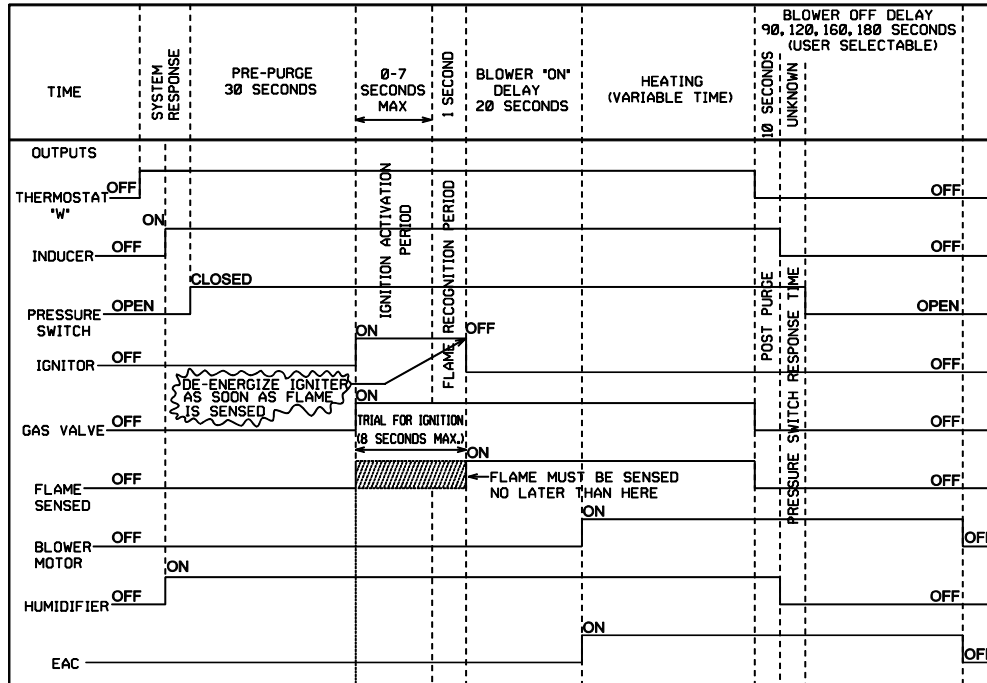 TIME
SYSTEM
RESPONSE
PRE-PURGE
30 SECONDS
0-7
SECONDS
MAX
1 SECOND
BLOWER "ON"
DELAY
20 SECONDS
HEATING
(VARIABLE TIME)
10 SECONDS
UNKNOWN
BLOWER OFF DELAY
90,120,160,180 SECONDS
(USER SELECTABLE)
OUTPUTS
THERMOSTAT
"W"
OFF
OFF
INDUCER
OFF
ON
OFF
PRESSURE
SWITCH
OPEN
CLOSED
OPEN
IGNITION ACTIVATION
PERIOD
FLAME RECOGNITION PERIOD
POST PURGE
PRESSURE SWITCH RESPONSE TIME
IGNITOR
OFF
ON
OFF
OFF
DE-ENERGIZE IGNITER
AS SOON AS FLAME
IS SENSED
GAS VALVE
OFF
ON
OFF
TRIAL FOR IGNITION
(8 SECONDS MAX.)
FLAME
SENSED
OFF
ON
OFF
FLAME MUST BE SENSED
NO LATER THAN HERE
BLOWER
MOTOR
OFF
ON
OFF
HUMIDIFIER
OFF
ON
OFF
EAC
ON
OFF